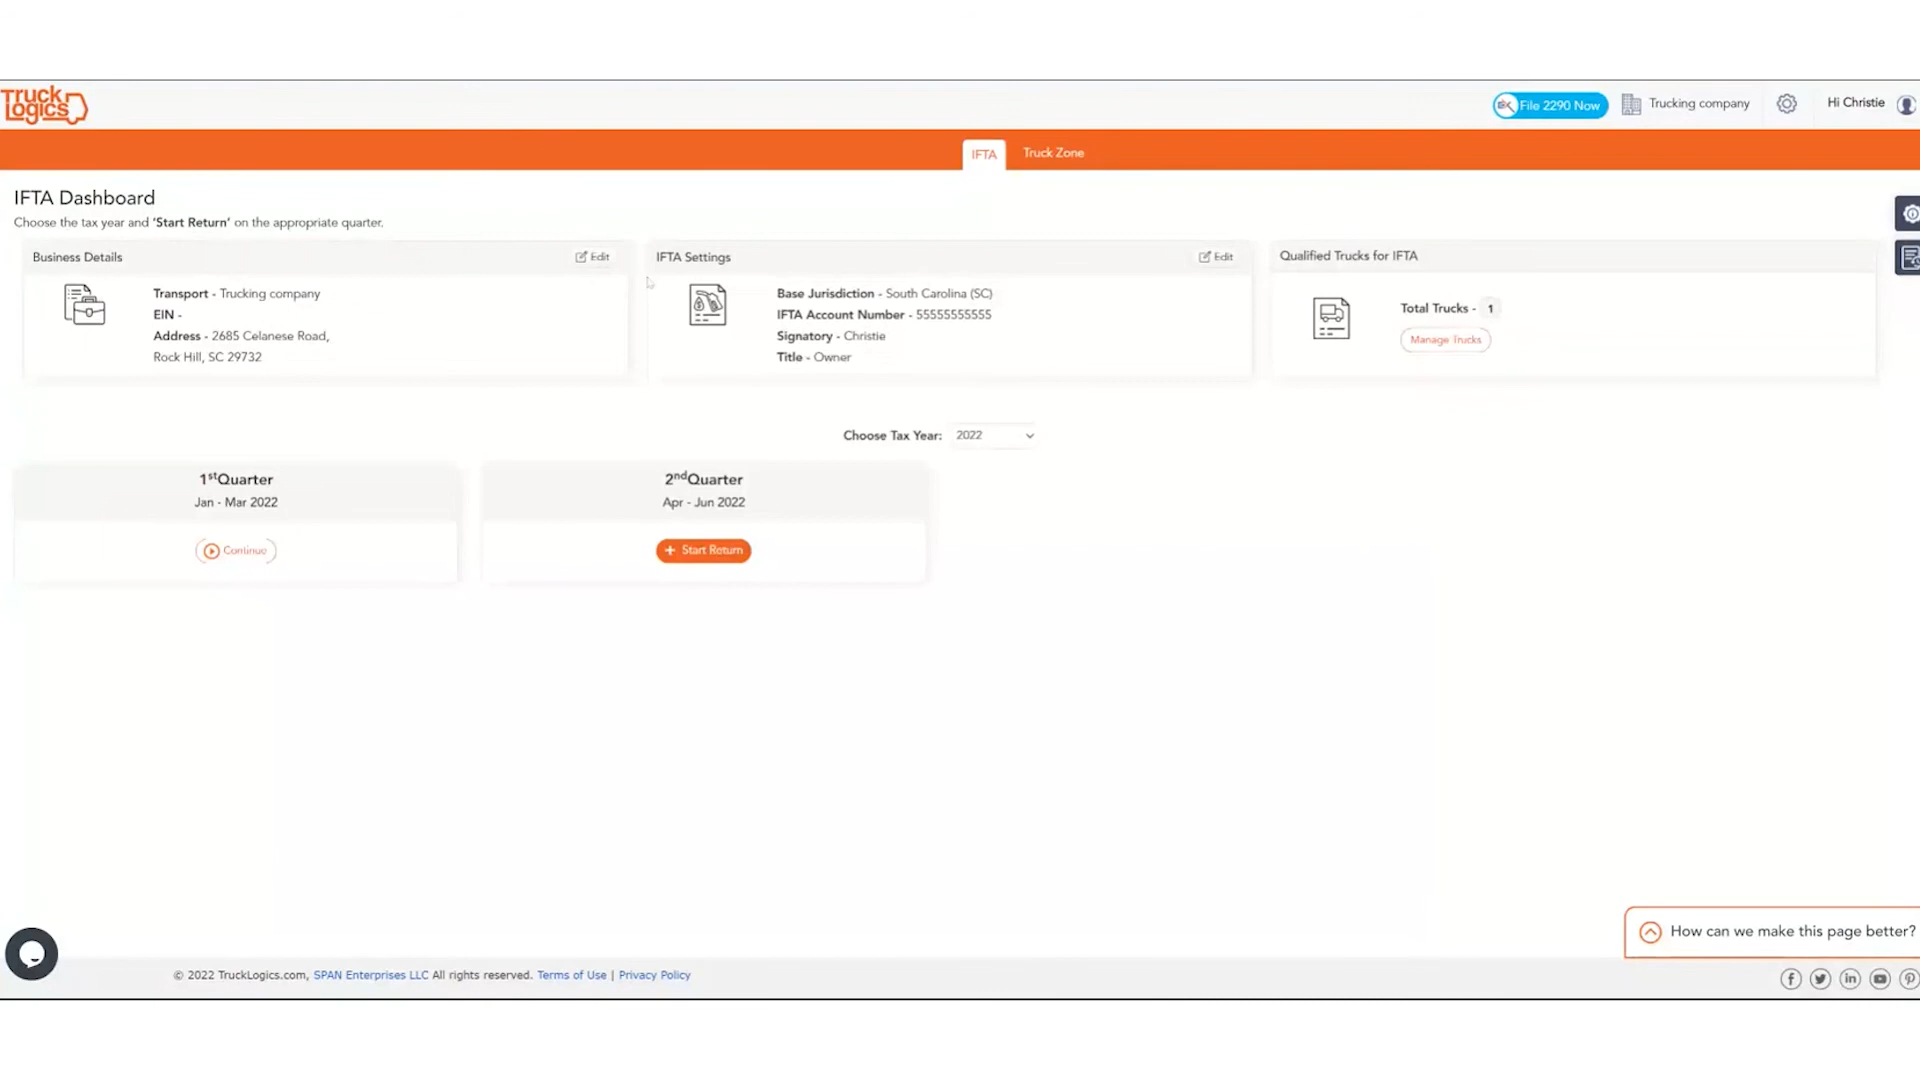 Truck
Logics
File 2290 Now
Trucking company
Hi Christie
IFTA
Truck Zone
IFTA Dashboard
Choose the tax year and 'Start Return' on the appropriate quarter.
Business Details
Edit
Transport - Trucking company
EIN -
Address - 2685 Celanese Road,
Rock Hill, SC 29732
IFTA Settings
Edit
Base Jurisdiction - South Carolina (SC)
IFTA Account Number - 55555555555
Signatory - Christie
Title - Owner
Qualified Trucks for IFTA
Total Trucks - 1
Manage Trucks
Choose Tax Year: 2022
1st Quarter
Jan - Mar 2022
Continue
2nd Quarter
Apr - Jun 2022
+ Start Return
How can we make this page better?
© 2022 TruckLogics.com, SPAN Enterprises LLC All rights reserved. Terms of Use | Privacy Policy